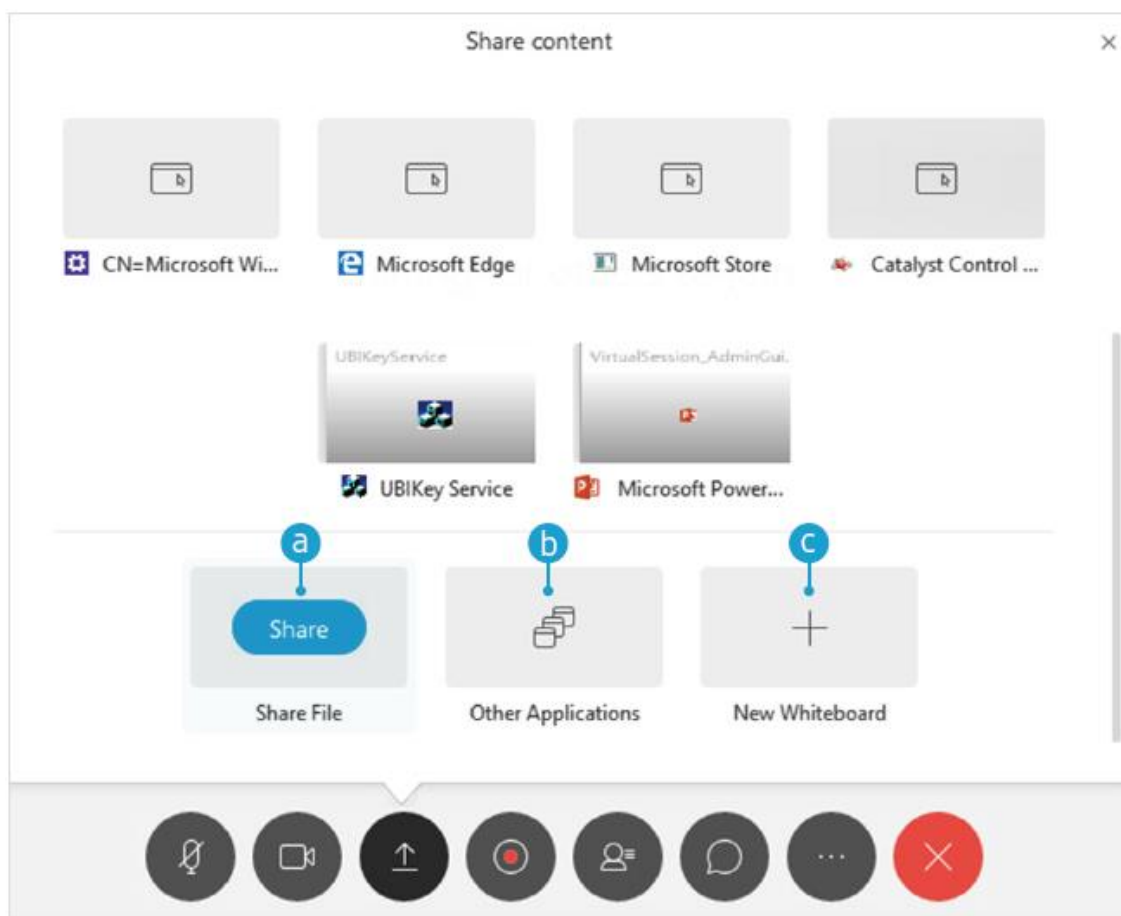 Share content
CN=Microsoft Wi...
Microsoft Edge
Microsoft Store
Catalyst Control ...
UBIKeyService
VirtualSession_AdminGui.
UBIKey Service
Microsoft Power...
a
b
c
Share
Share File
Other Applications
New Whiteboard